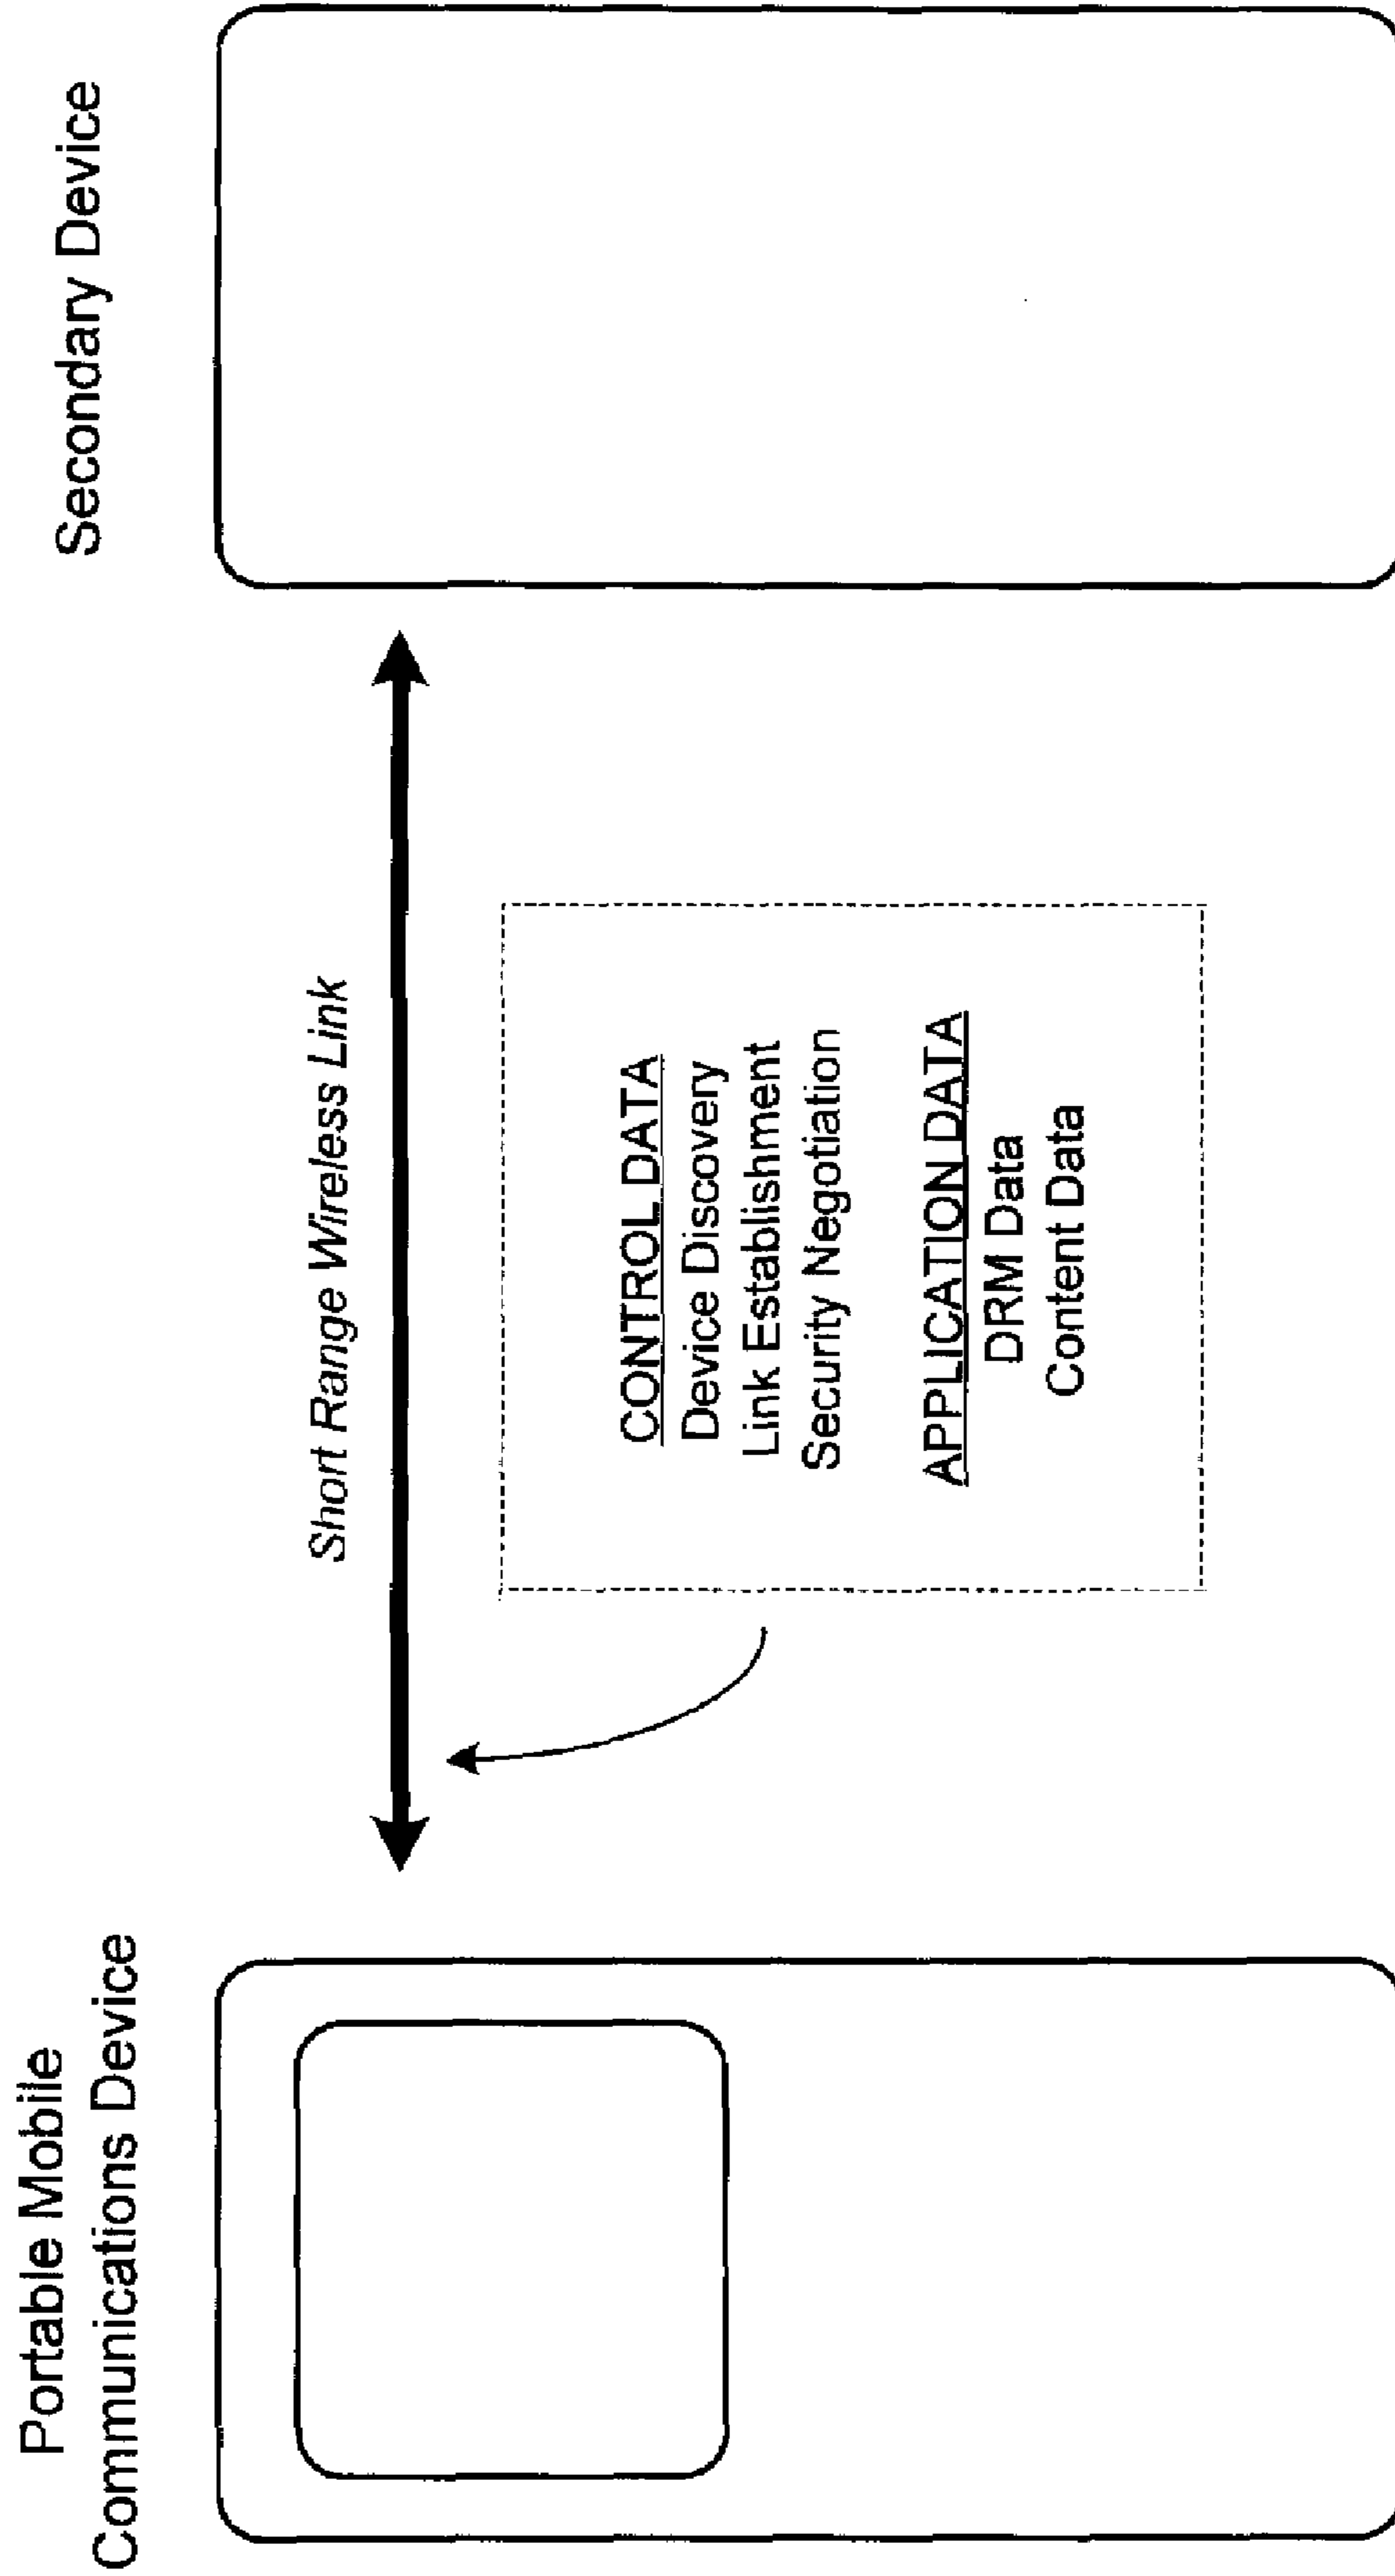 Portable Mobile
Communications Device
Short Range Wireless Link
Secondary Device
CONTROL DATA
Device Discovery
Link Establishment
Security Negotiation
APPLICATION DATA
DRM Data
Content Data